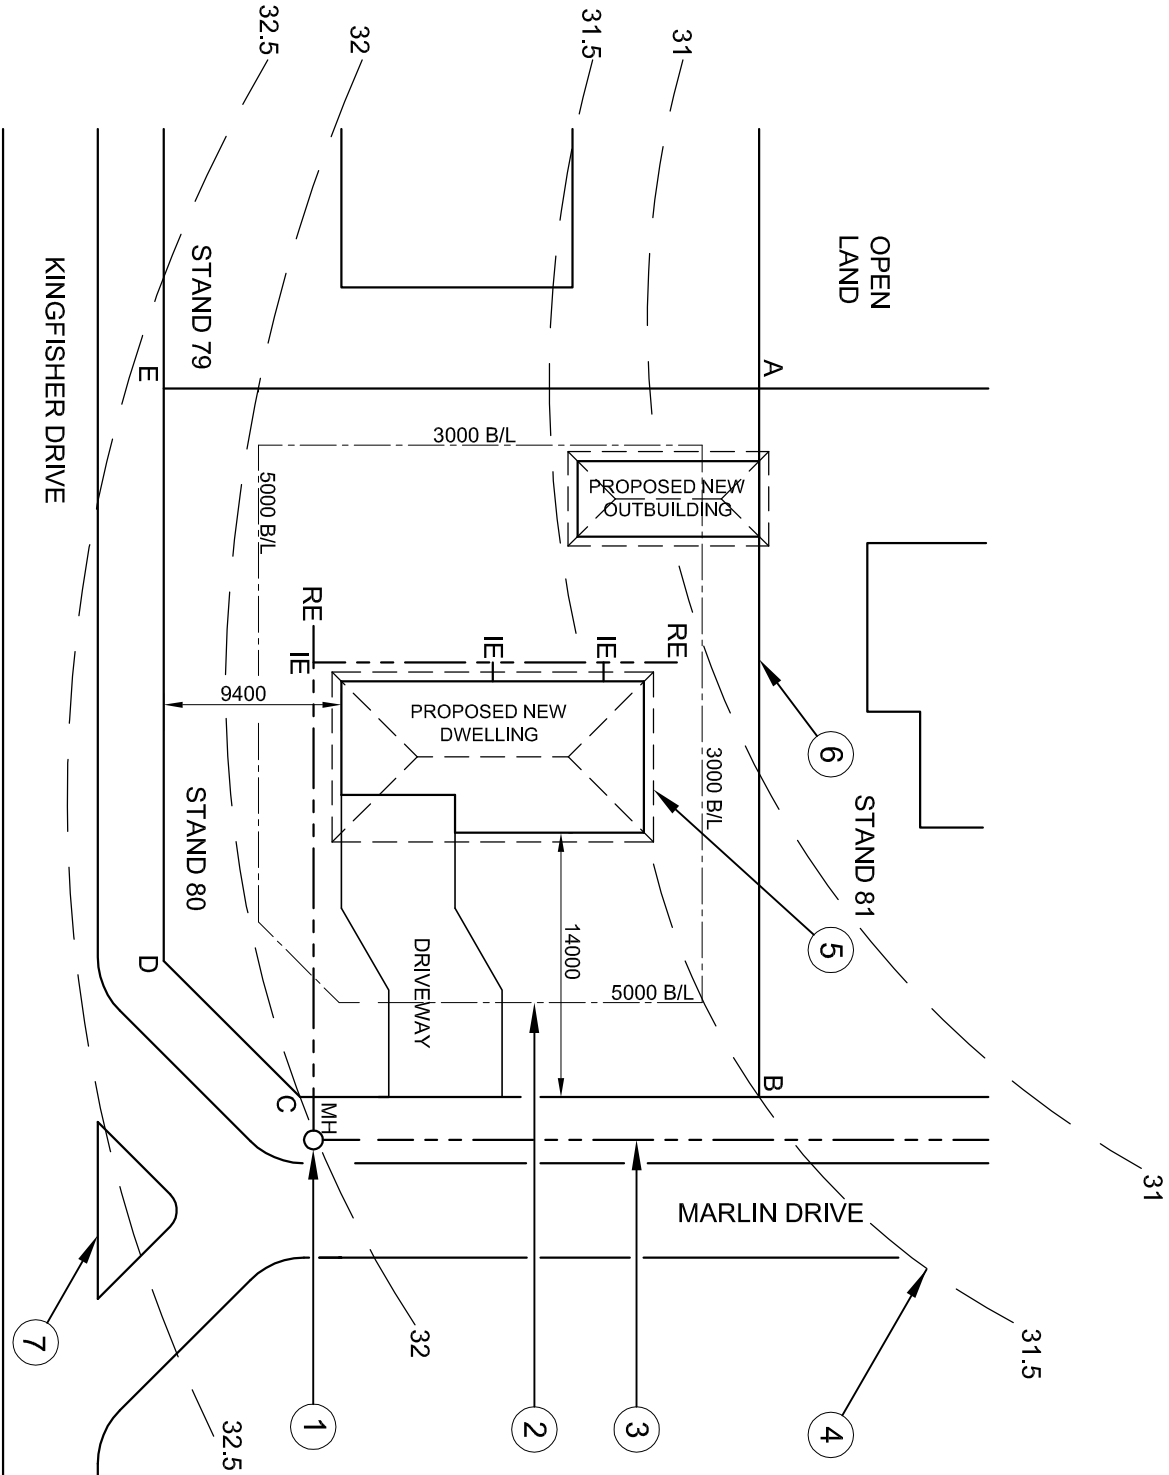 32.5
32
31.5
31
OPEN
LAND
STAND 79
KINGFISHER DRIVE
E
A
3000 B/L
5000 B/L
PROPOSED NEW
OUTBUILDING
RE
IE
IE
IE
RE
9400
PROPOSED NEW
DWELLING
3000 B/L
6
STAND 80
STAND 81
5
14000
DRIVEWAY
5000 B/L
D
C
MH
B
MARLIN DRIVE
31
31.5
32
32.5
7
1
2
3
4